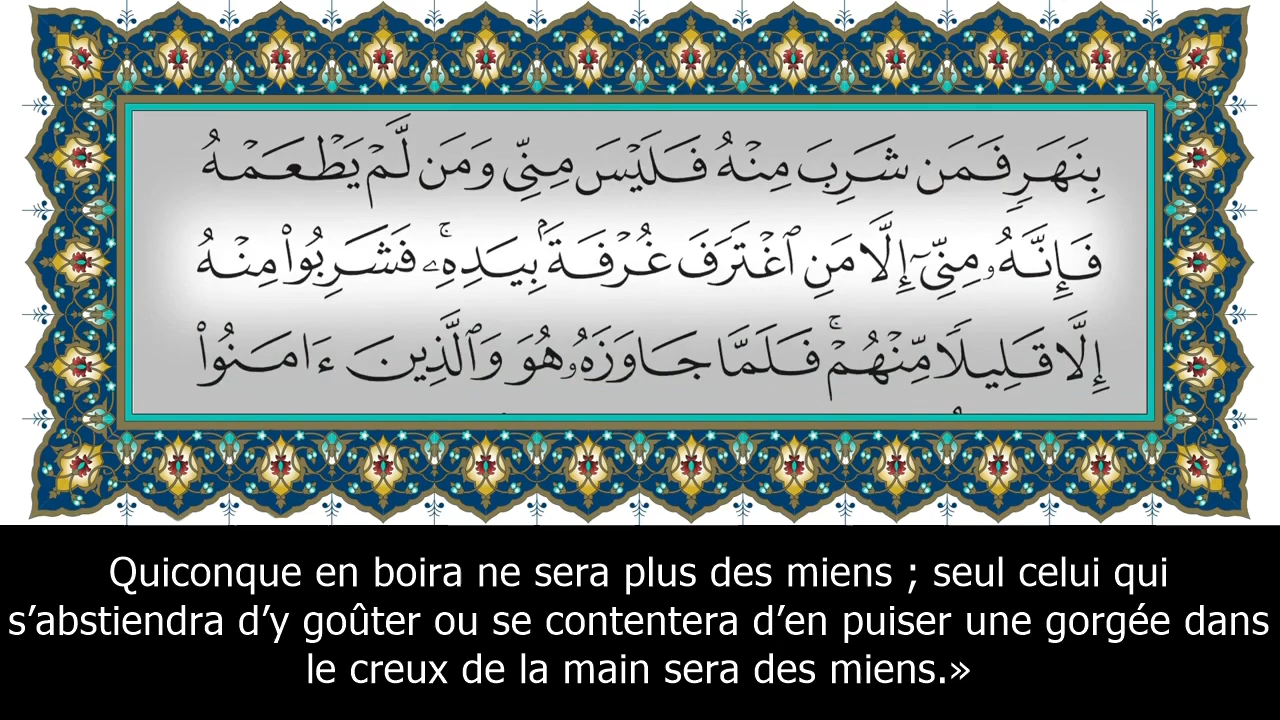 بِنَهَرٍ فَمَن شَرِبَ مِنْهُ فَلَيْسَ مِنِّى وَمَن لَّمْ يَطْعَمْهُ
فَإِنَّهُۥ مِنِّىٓ إِلَّا مَنِ ٱغْتَرَفَ غُرْفَةًۢ بِيَدِهِۦ ۚ فَشَرِبُوا۟ مِنْهُ
إِلَّا قَلِيلًا مِّنْهُمْ ۚ فَلَمَّا جَاوَزَهُۥ هُوَ وَٱلَّذِينَ ءَامَنُوا۟
Quiconque en boira ne sera plus des miens ; seul celui qui
s’abstiendra d’y goûter ou se contentera d’en puiser une gorgée dans
le creux de la main sera des miens.»